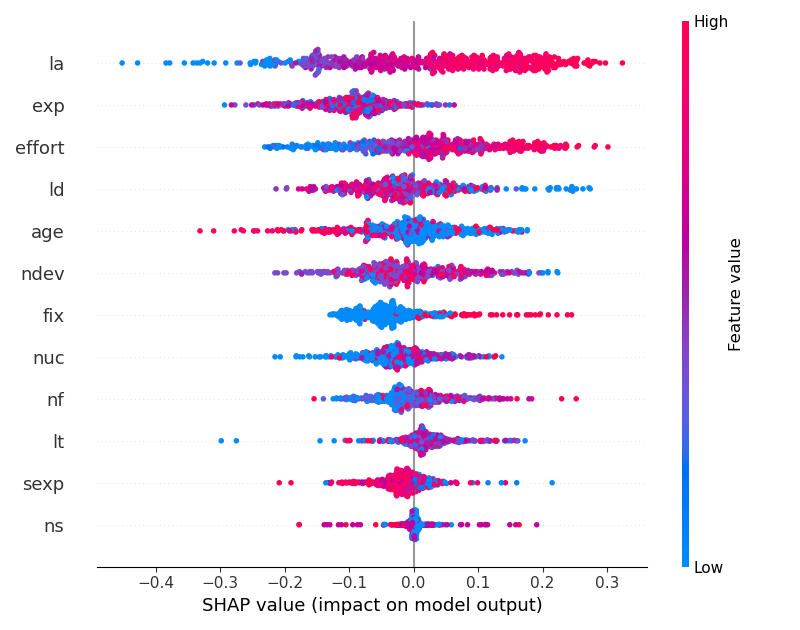 High
la
exp
effort
ld
age
ndev
fix
nuc
nf
lt
sexp
ns
Feature value
Low
−0.4 −0.3 −0.2 −0.1 0.0 0.1 0.2 0.3
SHAP value (impact on model output)